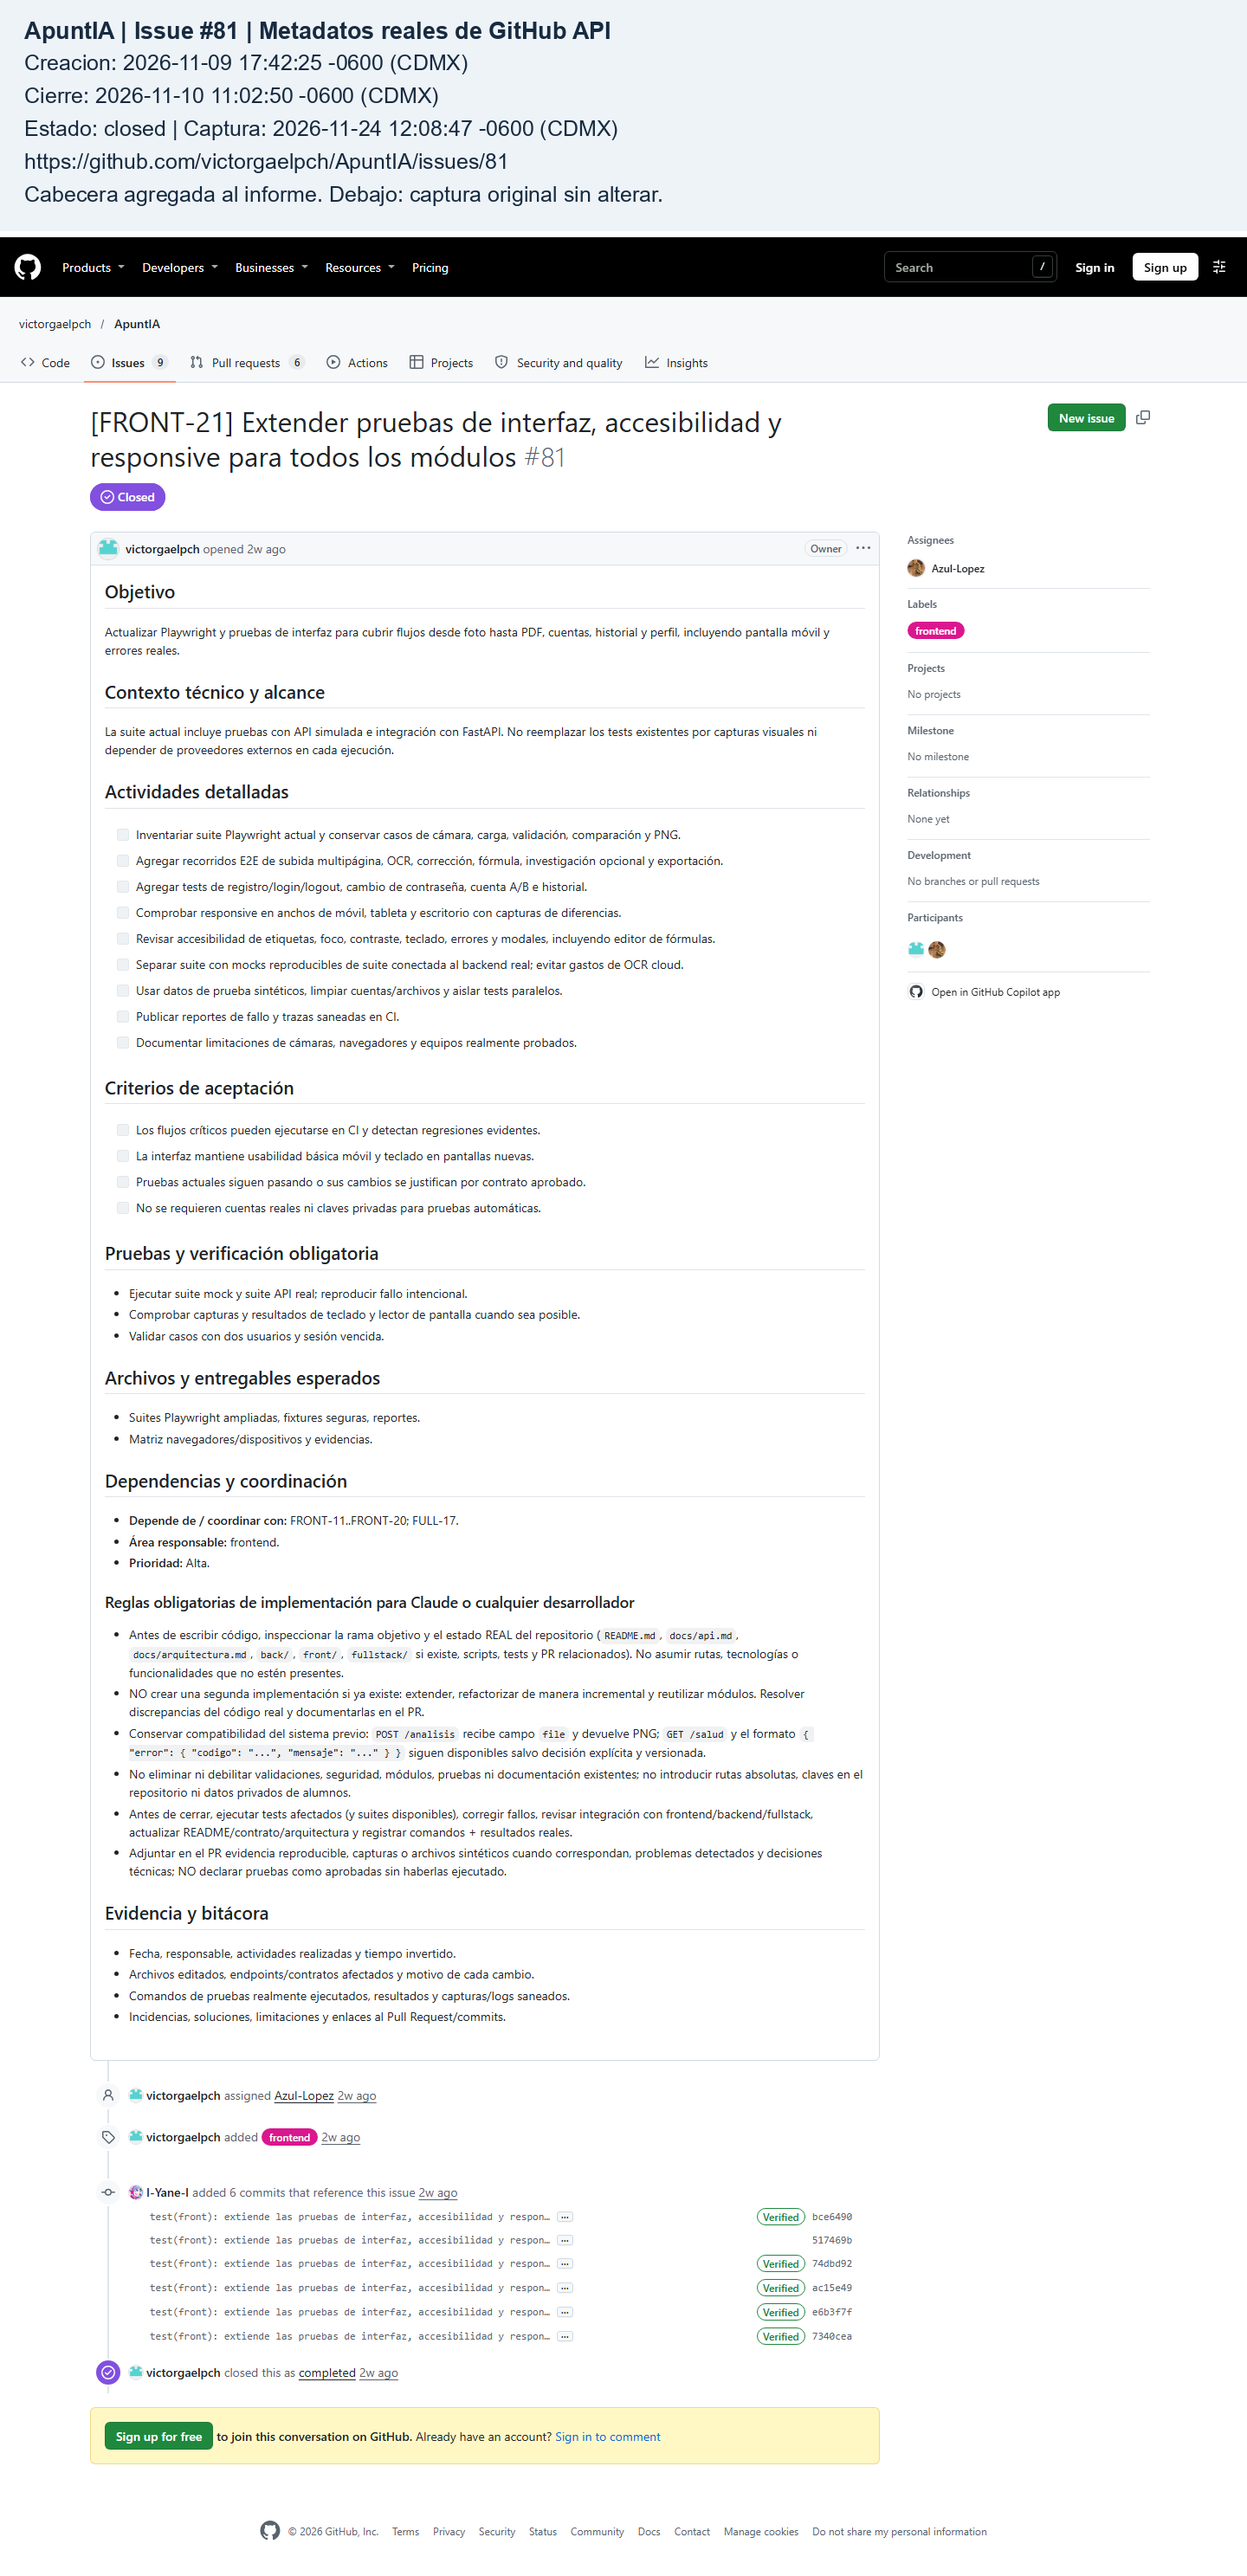 ApuntIA | Issue #81 | Metadatos reales de GitHub API
Creacion: 2026-11-09 17:42:25 -0600 (CDMX)
Cierre: 2026-11-10 11:02:50 -0600 (CDMX)
Estado: closed | Captura: 2026-11-24 12:08:47 -0600 (CDMX)
https://github.com/victorgaelpch/ApuntIA/issues/81
Cabecera agregada al informe. Debajo: captura original sin alterar.
Products Developers Businesses Resources Pricing Search / Sign in Sign up
victorgaelpch / ApuntIA
Code Issues 9 Pull requests 6 Actions Projects Security and quality Insights
[FRONT-21] Extender pruebas de interfaz, accesibilidad y
responsive para todos los módulos #81
New issue
Closed
victorgaelpch opened 2w ago Owner ...
Objetivo
Actualizar Playwright y pruebas de interfaz para cubrir flujos desde foto hasta PDF, cuentas, historial y perfil, incluyendo pantalla móvil y
errores reales.
Contexto técnico y alcance
La suite actual incluye pruebas con API simulada e integración con FastAPI. No reemplazar los tests existentes por capturas visuales ni
depender de proveedores externos en cada ejecución.
Actividades detalladas
Inventariar suite Playwright actual y conservar casos de cámara, carga, validación, comparación y PNG.
Agregar recorridos E2E de subida multipágina, OCR, corrección, fórmula, investigación opcional y exportación.
Agregar tests de registro/login/logout, cambio de contraseña, cuenta A/B e historial.
Comprobar responsive en anchos de móvil, tableta y escritorio con capturas de diferencias.
Revisar accesibilidad de etiquetas, foco, contraste, teclado, errores y modales, incluyendo editor de fórmulas.
Separar suite con mocks reproducibles de suite conectada al backend real; evitar gastos de OCR cloud.
Usar datos de prueba sintéticos, limpiar cuentas/archivos y aislar tests paralelos.
Publicar reportes de fallo y trazas saneadas en CI.
Documentar limitaciones de cámaras, navegadores y equipos realmente probados.
Criterios de aceptación
Los flujos críticos pueden ejecutarse en CI y detectan regresiones evidentes.
La interfaz mantiene usabilidad básica móvil y teclado en pantallas nuevas.
Pruebas actuales siguen pasando o sus cambios se justifican por contrato aprobado.
No se requieren cuentas reales ni claves privadas para pruebas automáticas.
Pruebas y verificación obligatoria
Ejecutar suite mock y suite API real; reproducir fallo intencional.
Comprobar capturas y resultados de teclado y lector de pantalla cuando sea posible.
Validar casos con dos usuarios y sesión vencida.
Archivos y entregables esperados
Suites Playwright ampliadas, fixtures seguras, reportes.
Matriz navegadores/dispositivos y evidencias.
Dependencias y coordinación
Depende de / coordinar con: FRONT-11..FRONT-20; FULL-17.
Área responsable: frontend.
Prioridad: Alta.
Reglas obligatorias de implementación para Claude o cualquier desarrollador
Antes de escribir código, inspeccionar la rama objetivo y el estado REAL del repositorio ( README.md , docs/api.md ,
docs/arquitectura.md , back/ , front/ , fullstack/ si existe, scripts, tests y PR relacionados). No asumir rutas, tecnologías o
funcionalidades que no estén presentes.
NO crear una segunda implementación si ya existe: extender, refactorizar de manera incremental y reutilizar módulos. Resolver
discrepancias del código real y documentarlas en el PR.
Conservar compatibilidad del sistema previo: POST /analisis recibe campo file y devuelve PNG; GET /salud y el formato {
"error": { "codigo": "...", "mensaje": "..." } } siguen disponibles salvo decisión explícita y versionada.
No eliminar ni debilitar validaciones, seguridad, módulos, pruebas ni documentación existentes; no introducir rutas absolutas, claves en el
repositorio ni datos privados de alumnos.
Antes de cerrar, ejecutar tests afectados (y suites disponibles), corregir fallos, revisar integración con frontend/backend/fullstack,
actualizar README/contrato/arquitectura y registrar comandos + resultados reales.
Adjuntar en el PR evidencia reproducible, capturas o archivos sintéticos cuando correspondan, problemas detectados y decisiones
técnicas; NO declarar pruebas como aprobadas sin haberlas ejecutado.
Evidencia y bitácora
Fecha, responsable, actividades realizadas y tiempo invertido.
Archivos editados, endpoints/contratos afectados y motivo de cada cambio.
Comandos de pruebas realmente ejecutados, resultados y capturas/logs saneados.
Incidencias, soluciones, limitaciones y enlaces al Pull Request/commits.
Assignees
Azul-Lopez
Labels
frontend
Projects
No projects
Milestone
No milestone
Relationships
None yet
Development
No branches or pull requests
Participants
Open in GitHub Copilot app
victorgaelpch assigned Azul-Lopez 2w ago
victorgaelpch added frontend 2w ago
I-Yane-I added 6 commits that reference this issue 2w ago
test(front): extiende las pruebas de interfaz, accesibilidad y respon… ... Verified bce6490
test(front): extiende las pruebas de interfaz, accesibilidad y respon… ... 517469b
test(front): extiende las pruebas de interfaz, accesibilidad y respon… ... Verified 74dbd92
test(front): extiende las pruebas de interfaz, accesibilidad y respon… ... Verified ac15e49
test(front): extiende las pruebas de interfaz, accesibilidad y respon… ... Verified e6b3f7f
test(front): extiende las pruebas de interfaz, accesibilidad y respon… ... Verified 7340cea
victorgaelpch closed this as completed 2w ago
Sign up for free to join this conversation on GitHub. Already have an account? Sign in to comment
© 2026 GitHub, Inc. Terms Privacy Security Status Community Docs Contact Manage cookies Do not share my personal information